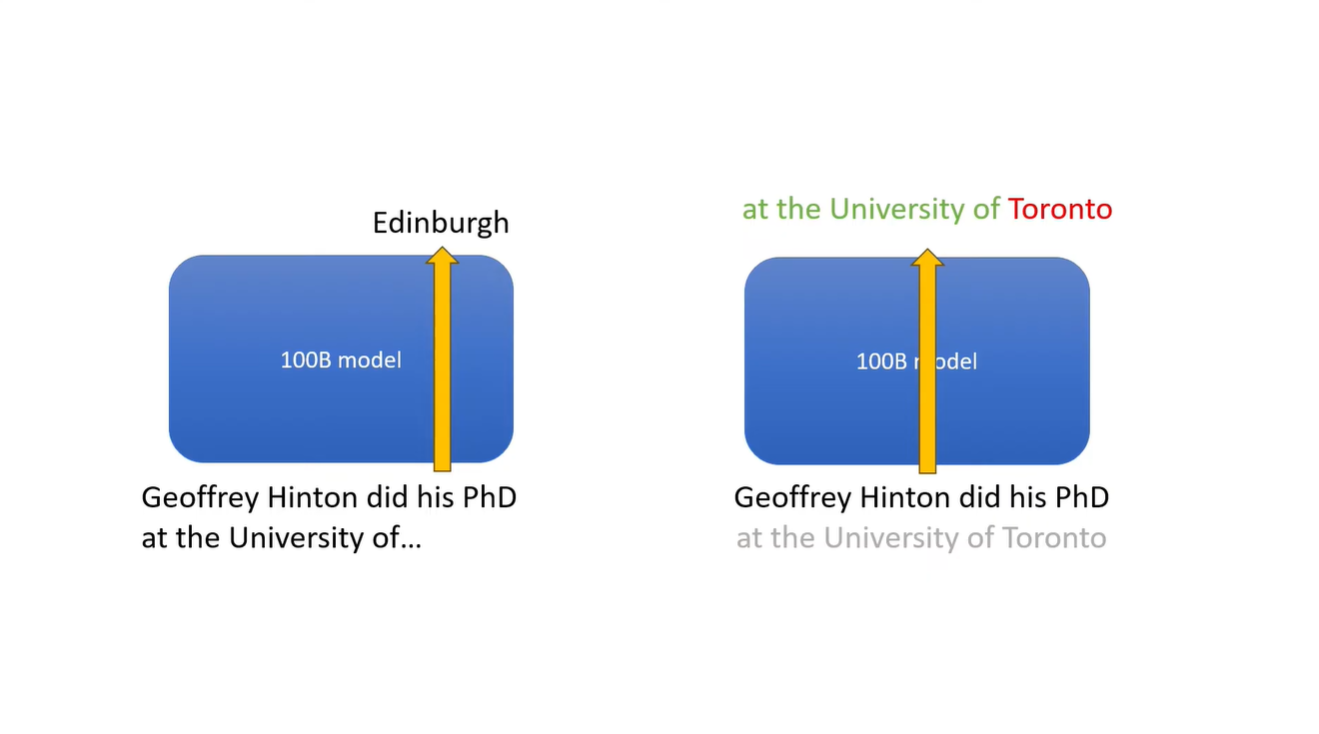 Edinburgh
100B model
Geoffrey Hinton did his PhD
at the University of...
at the University of Toronto
100B model
Geoffrey Hinton did his PhD
at the University of Toronto